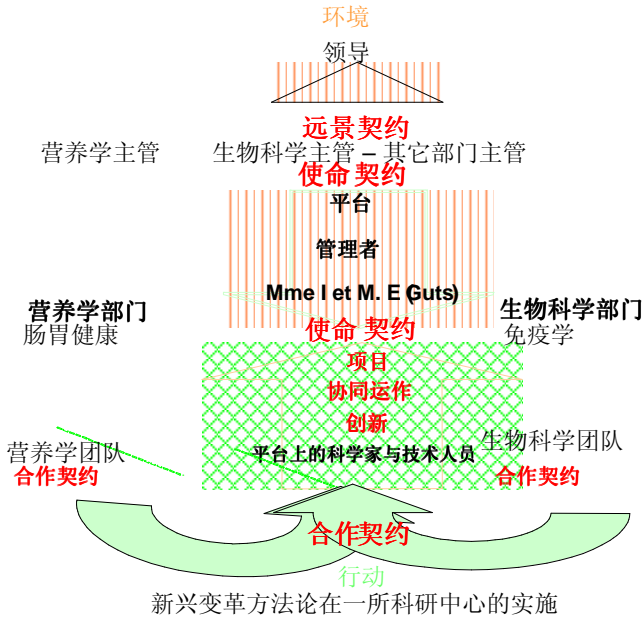 环境
领导
远景契约
营养学主管 生物科学主管 – 其它部门主管
使命 契约
平台
管理者
Mme I et M. E (Guts)
营养学部门 生物科学部门
肠胃健康 使命 契约 免疫学
项目
协同运作
创新
营养学团队 平台上的科学家与技术人员 生物科学团队
合作契约 合作契约
合作契约
行动
新兴变革方法论在一所科研中心的实施